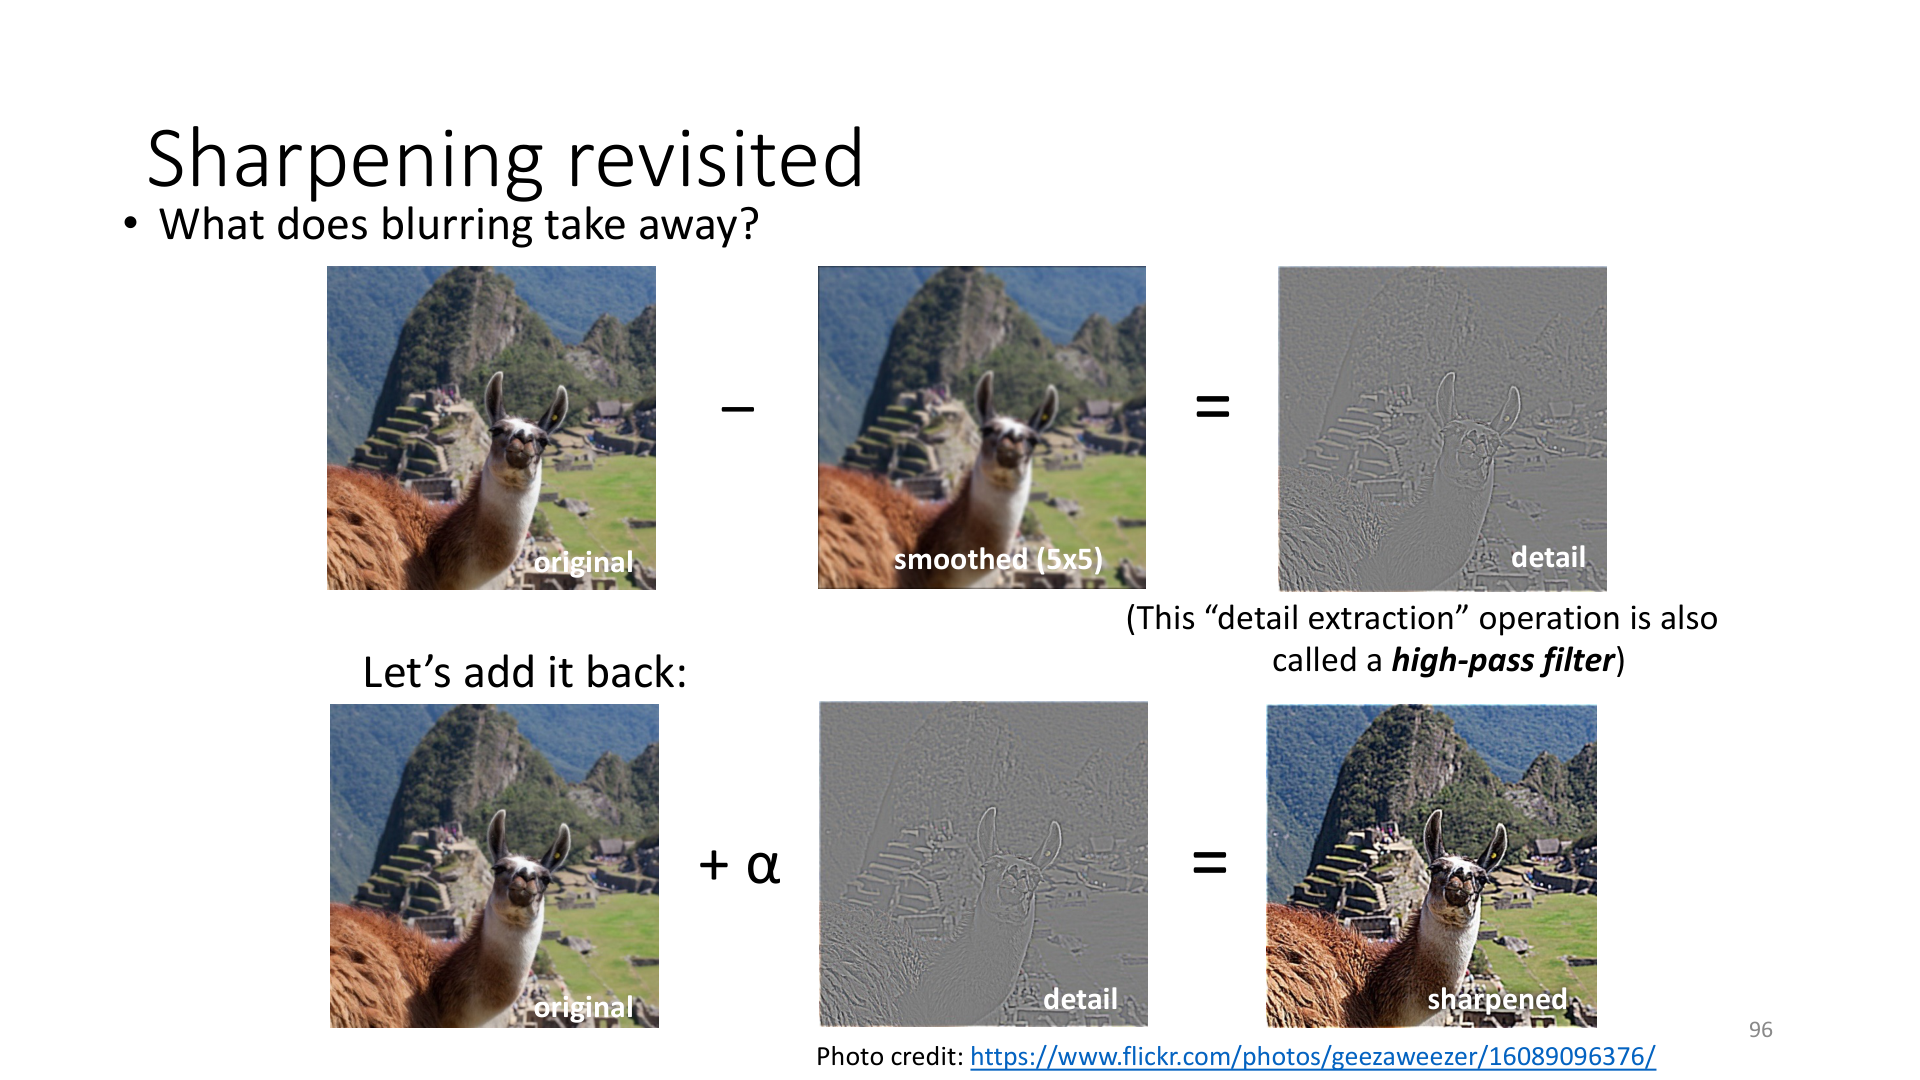 Sharpening revisited
• What does blurring take away?
–
=
original
smoothed (5x5)
detail
(This “detail extraction” operation is also
called a high-pass filter)
Let’s add it back:
+ α
=
original
detail
sharpened
96
Photo credit: https://www.flickr.com/photos/geezaweezer/16089096376/